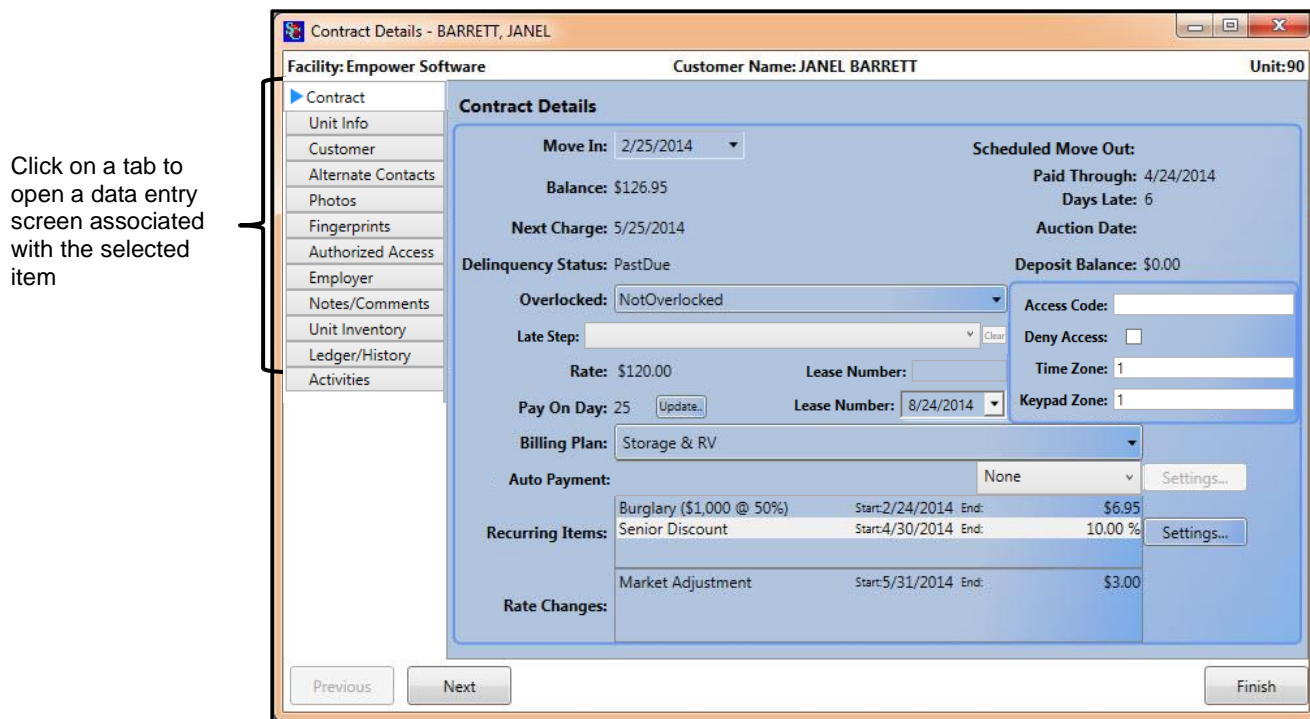 Contract Details - BARRETT, JANEL
Facility: Empower Software Customer Name: JANEL BARRETT Unit:90
Click on a tab to
open a data entry
screen associated
with the selected
item
Contract
Unit Info
Customer
Alternate Contacts
Photos
Fingerprints
Authorized Access
Employer
Notes/Comments
Unit Inventory
Ledger/History
Activities
Contract Details
Move In: 2/25/2014 Scheduled Move Out:
Balance: $126.95 Paid Through: 4/24/2014
Days Late: 6
Next Charge: 5/25/2014 Auction Date:
Delinquency Status: PastDue Deposit Balance: $0.00
Overlocked: NotOverlocked Access Code:
Late Step: Clear Deny Access:
Rate: $120.00 Lease Number: Time Zone: 1
Pay On Day: 25 Update.. Lease Number: 8/24/2014 Keypad Zone: 1
Billing Plan: Storage & RV
Auto Payment: None Settings...
Burglary ($1,000 @ 50%) Start:2/24/2014 End: $6.95
Recurring Items: Senior Discount Start:4/30/2014 End: 10.00 % Settings...
Market Adjustment Start:5/31/2014 End: $3.00
Rate Changes:
Previous Next Finish